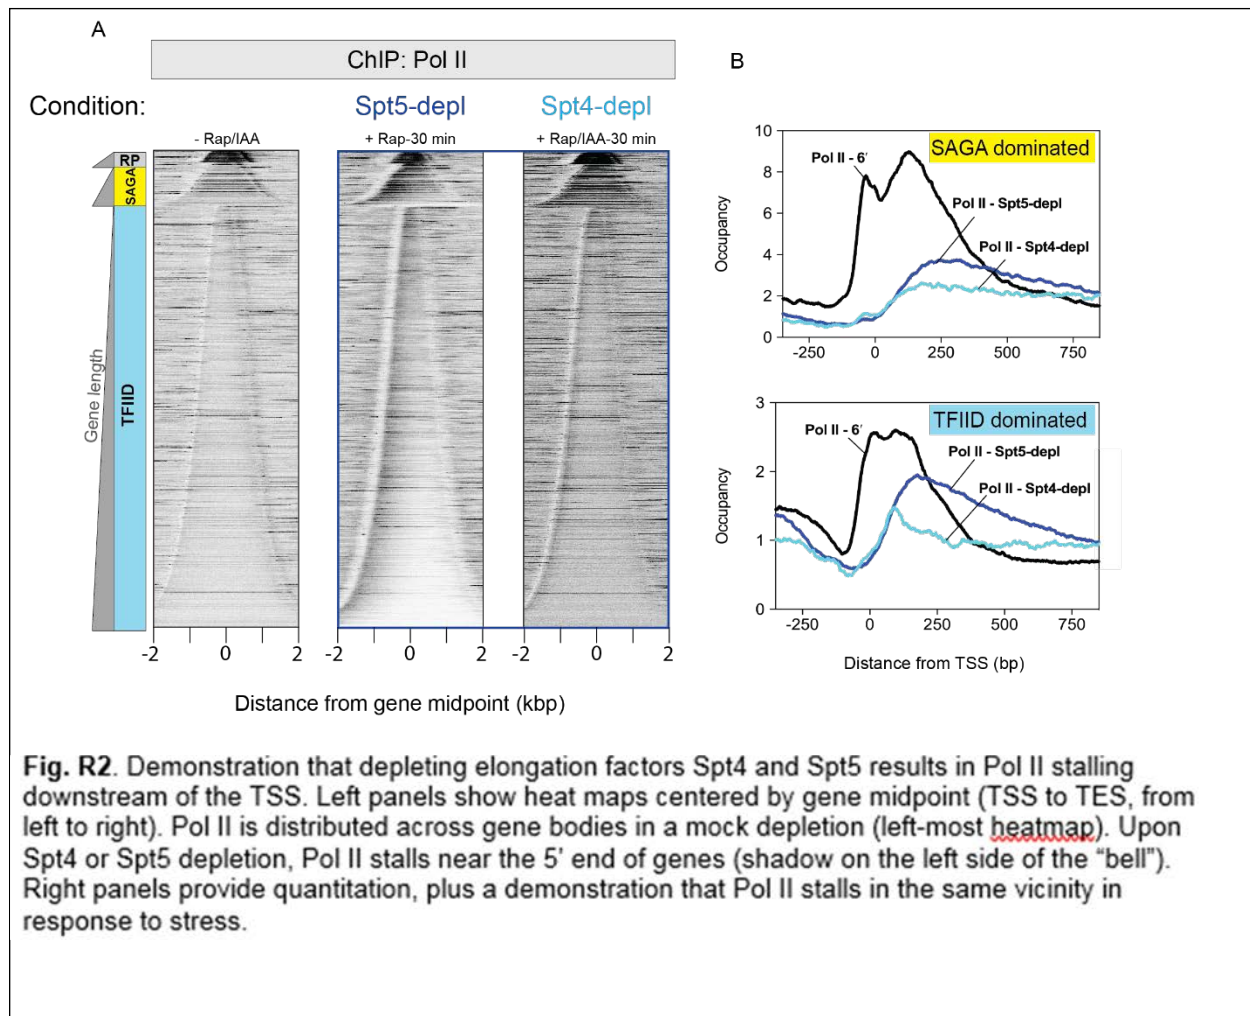 A
ChIP: Pol II
Condition:
Spt5-depl
Spt4-depl
- Rap/IAA
+ Rap-30 min
+ Rap/IAA-30 min
RP
SAGA
TFIID
Gene length
-2
0
2
-2
0
2
-2
0
2
Distance from gene midpoint (kbp)
B
10
8
6
4
2
0
Occupancy
SAGA dominated
Pol II - 6′
Pol II - Spt5-depl
Pol II - Spt4-depl
-250
0
250
500
750
3
2
1
0
Occupancy
TFIID dominated
Pol II - 6′
Pol II - Spt5-depl
Pol II - Spt4-depl
-250
0
250
500
750
Distance from TSS (bp)
Fig. R2. Demonstration that depleting elongation factors Spt4 and Spt5 results in Pol II stalling
downstream of the TSS. Left panels show heat maps centered by gene midpoint (TSS to TES, from
left to right). Pol II is distributed across gene bodies in a mock depletion (left-most heatmap). Upon
Spt4 or Spt5 depletion, Pol II stalls near the 5' end of genes (shadow on the left side of the “bell”).
Right panels provide quantitation, plus a demonstration that Pol II stalls in the same vicinity in
response to stress.